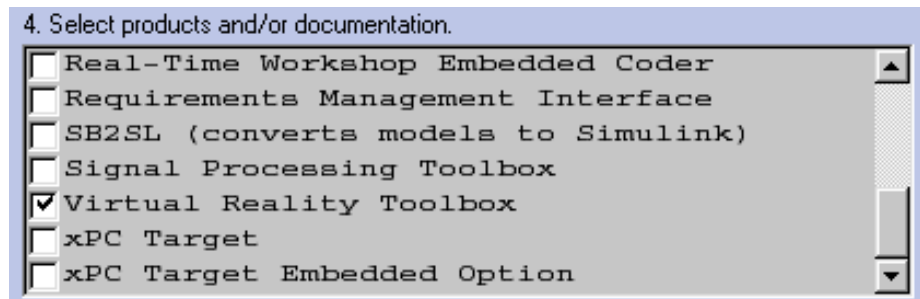 4. Select products and/or documentation.
Real-Time Workshop Embedded Coder
Requirements Management Interface
SB2SL (converts models to Simulink)
Signal Processing Toolbox
Virtual Reality Toolbox
xPC Target
xPC Target Embedded Option